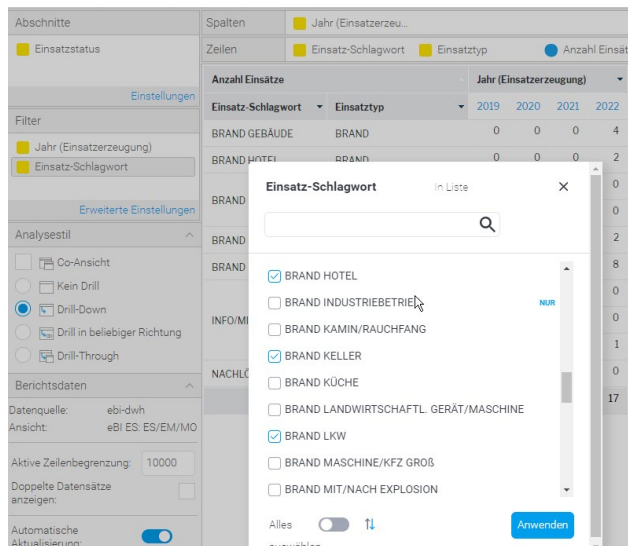 Abschnitte
Einsatzstatus
Einstellungen
Filter
Jahr (Einsatzerzeugung)
Einsatz-Schlagwort
Erweiterte Einstellungen
Analysestil
Co-Ansicht
Kein Drill
Drill-Down
Drill in beliebiger Richtung
Drill-Through
Berichtsdaten
Datenquelle: ebi-dwh
Ansicht: eBI ES: ES/EM/MO
Aktive Zeilenbegrenzung: 10000
Doppelte Datensätze
anzeigen:
Automatische
Aktualisierung:
Spalten Jahr (Einsatzerzeu...
Zeilen Einsatz-Schlagwort Einsatztyp Anzahl Einsät
Anzahl Einsätze Jahr (Einsatzerzeugung)
Einsatz-Schlagwort Einsatztyp 2019 2020 2021 2022
BRAND GEBÄUDE BRAND 0 0 0 4
BRAND HOTEL BRAND 0 0 0 2
0
BRAND
0
BRAND 2
BRAND 8
0
INFO/MI 0
1
NACHLÖ 0
17
Einsatz-Schlagwort In Liste
BRAND HOTEL
BRAND INDUSTRIEBETRIEB NUR
BRAND KAMIN/RAUCHFANG
BRAND KELLER
BRAND KÜCHE
BRAND LANDWIRTSCHAFTL. GERÄT/MASCHINE
BRAND LKW
BRAND MASCHINE/KFZ GROß
BRAND MIT/NACH EXPLOSION
Alles
auswählen
Anwenden